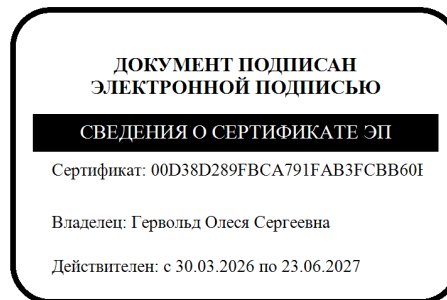 ДОКУМЕНТ ПОДПИСАН
ЭЛЕКТРОННОЙ ПОДПИСЬЮ
СВЕДЕНИЯ О СЕРТИФИКАТЕ ЭП
Сертификат: 00D38D289FBCA791FAB3FCBB60
Владелец: Гервольд Олеся Сергеевна
Действителен: с 30.03.2026 по 23.06.2027